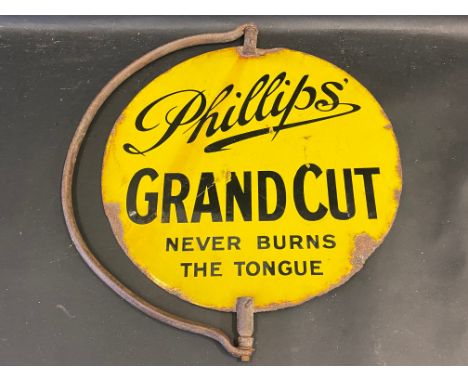 Phillips'
GRAND CUT
NEVER BURNS
THE TONGUE